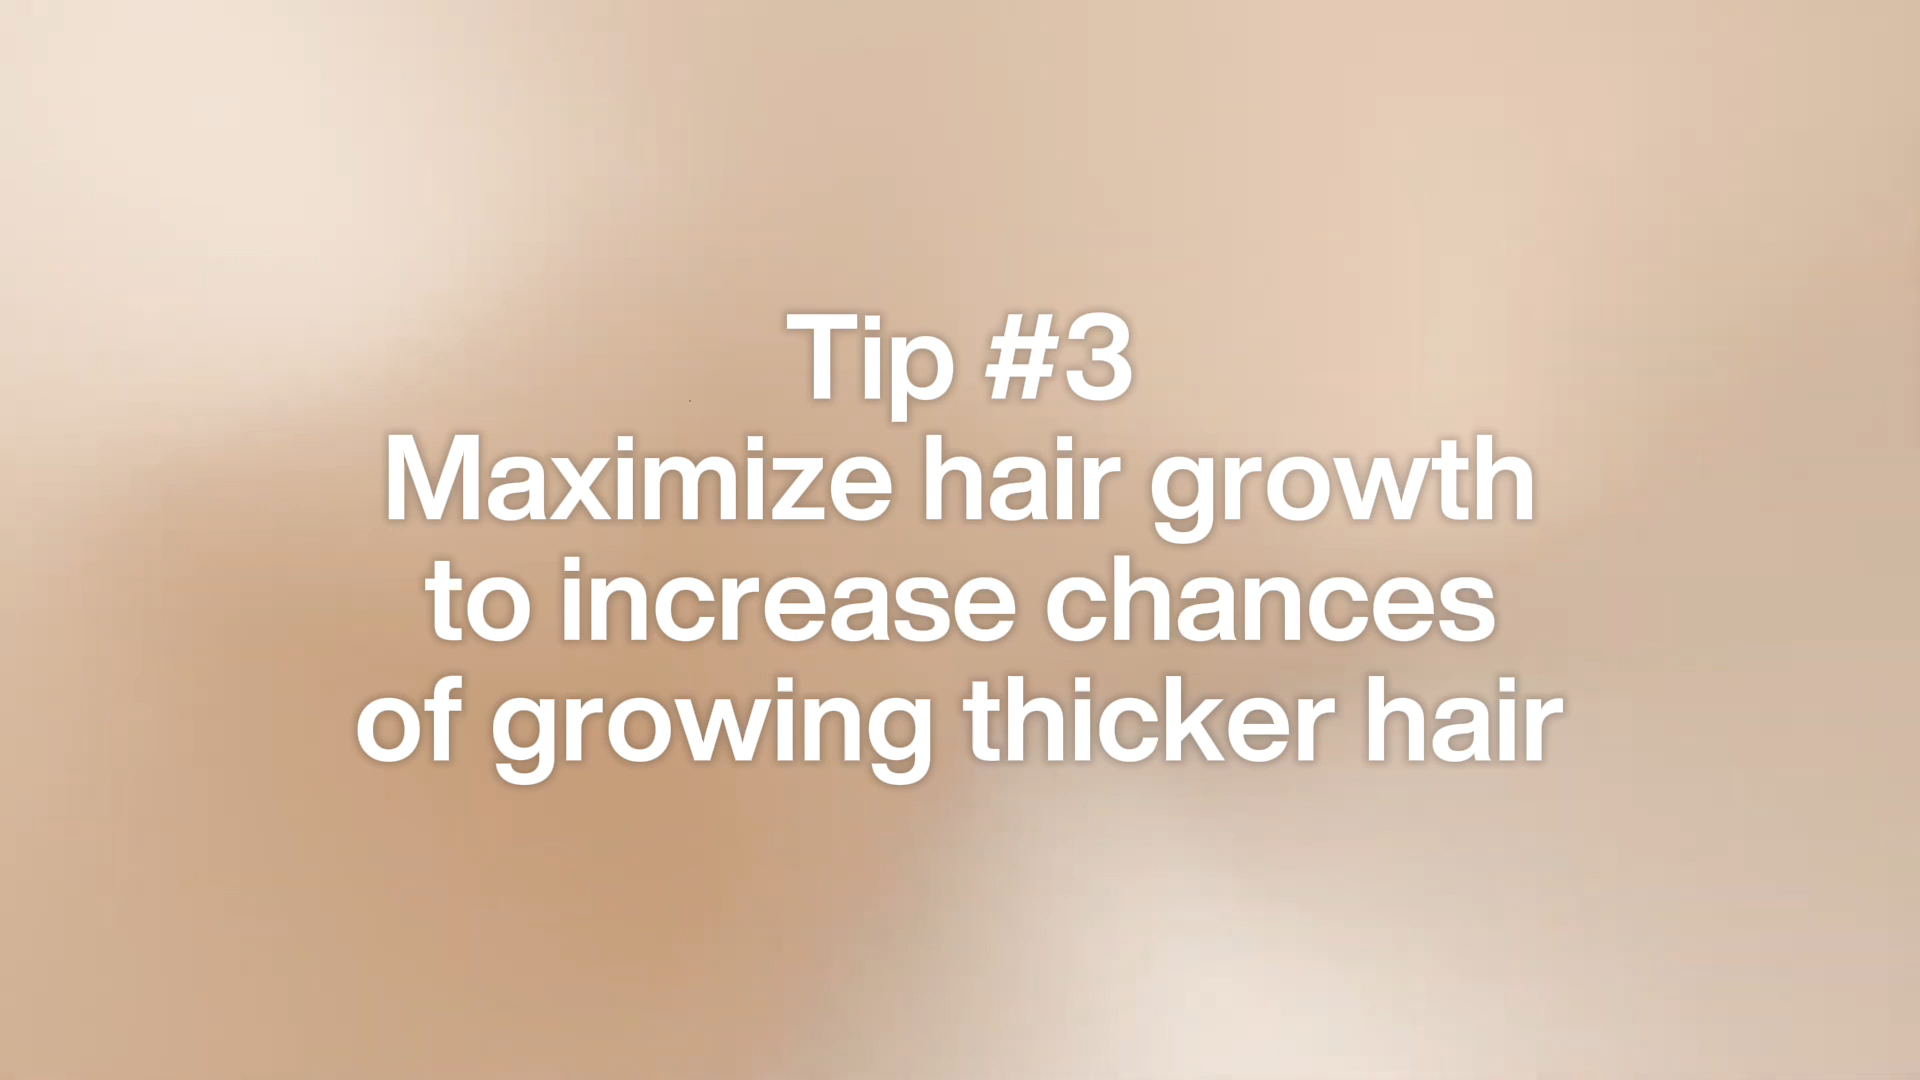 Tip #3
Maximize hair growth
to increase chances
of growing thicker hair